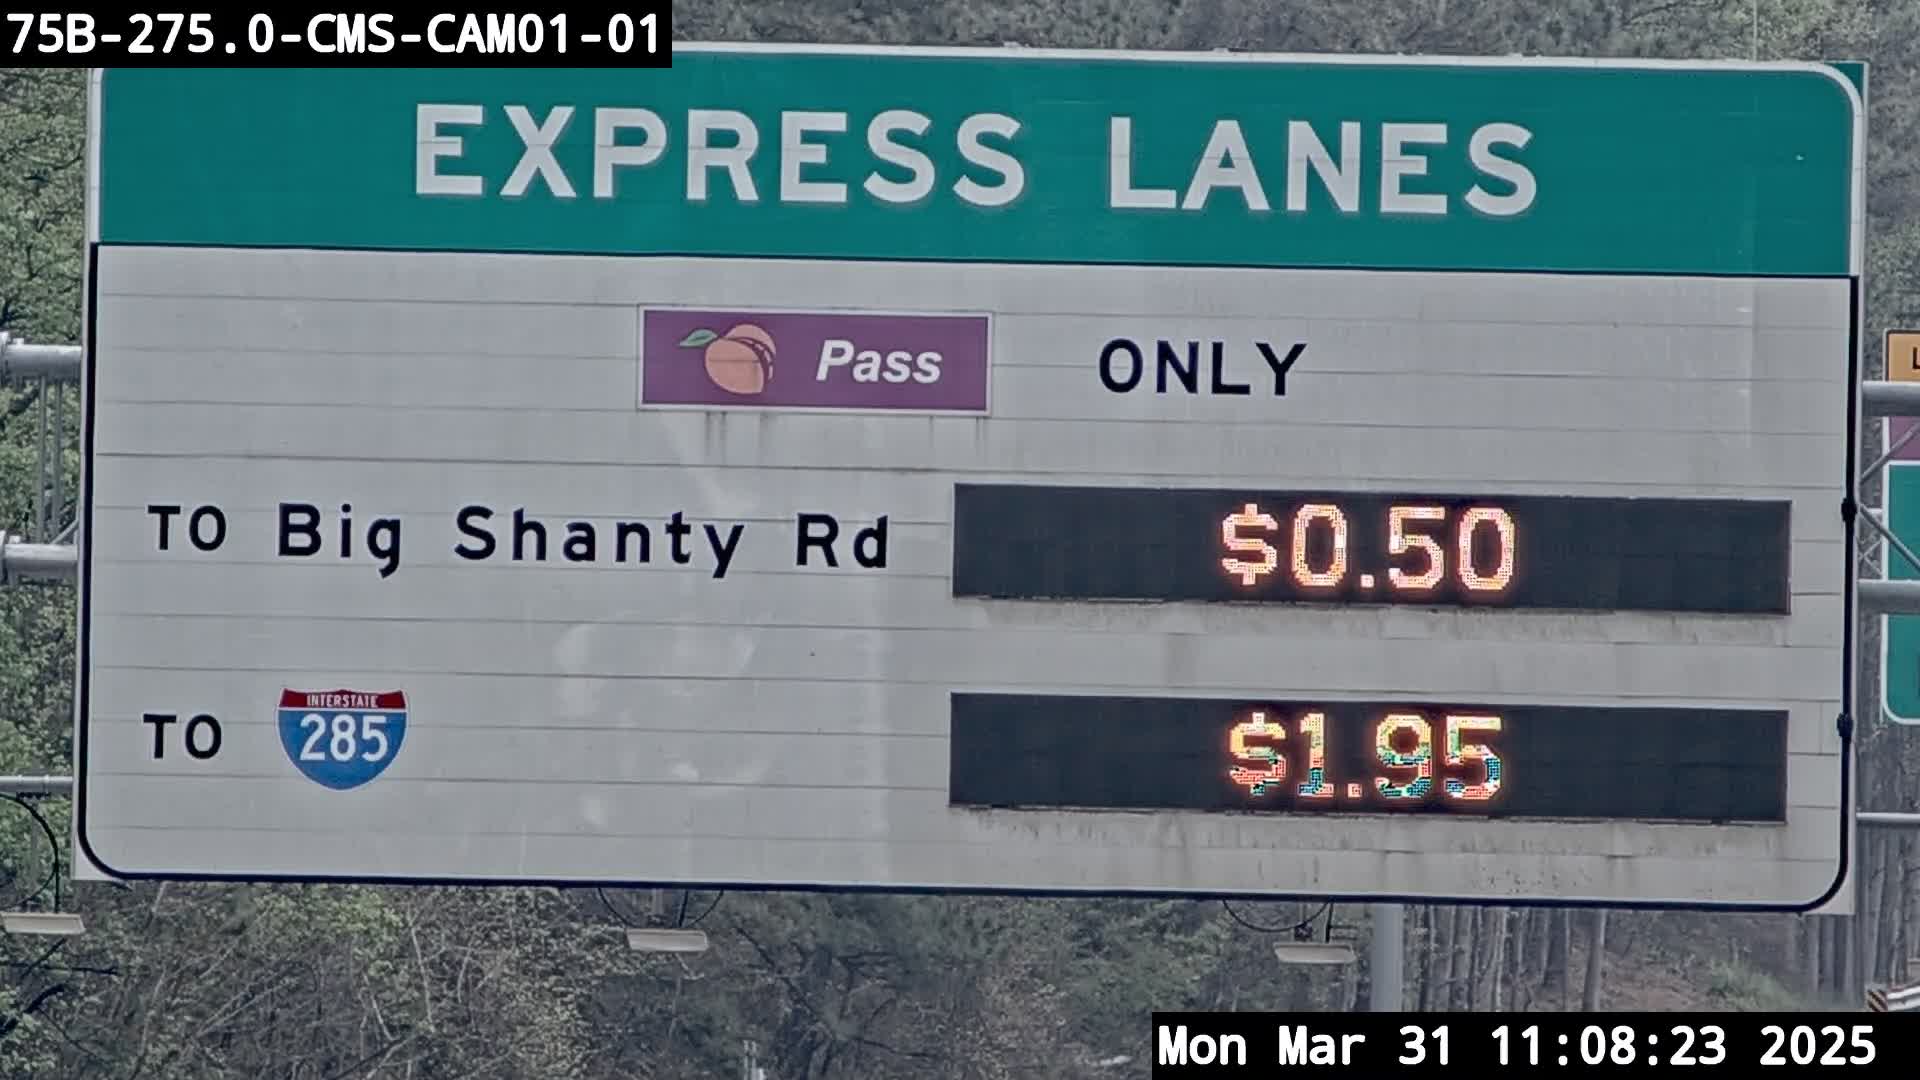 75B-275.0-CMS-CAM01-01
EXPRESS LANES
Pass ONLY
TO Big Shanty Rd $0.50
INTERSTATE
TO 285 $1.95
Mon Mar 31 11:08:23 2025